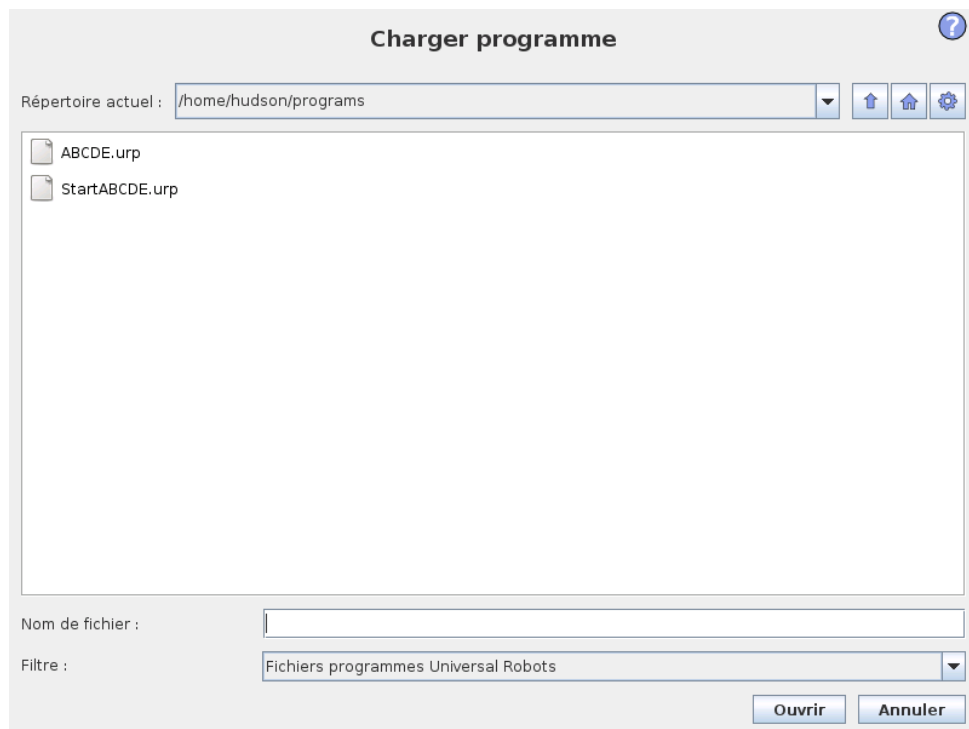 Charger programme
?
Répertoire actuel : /home/hudson/programs
ABCDE.urp
StartABCDE.urp
Nom de fichier :
Filtre : Fichiers programmes Universal Robots
Ouvrir Annuler